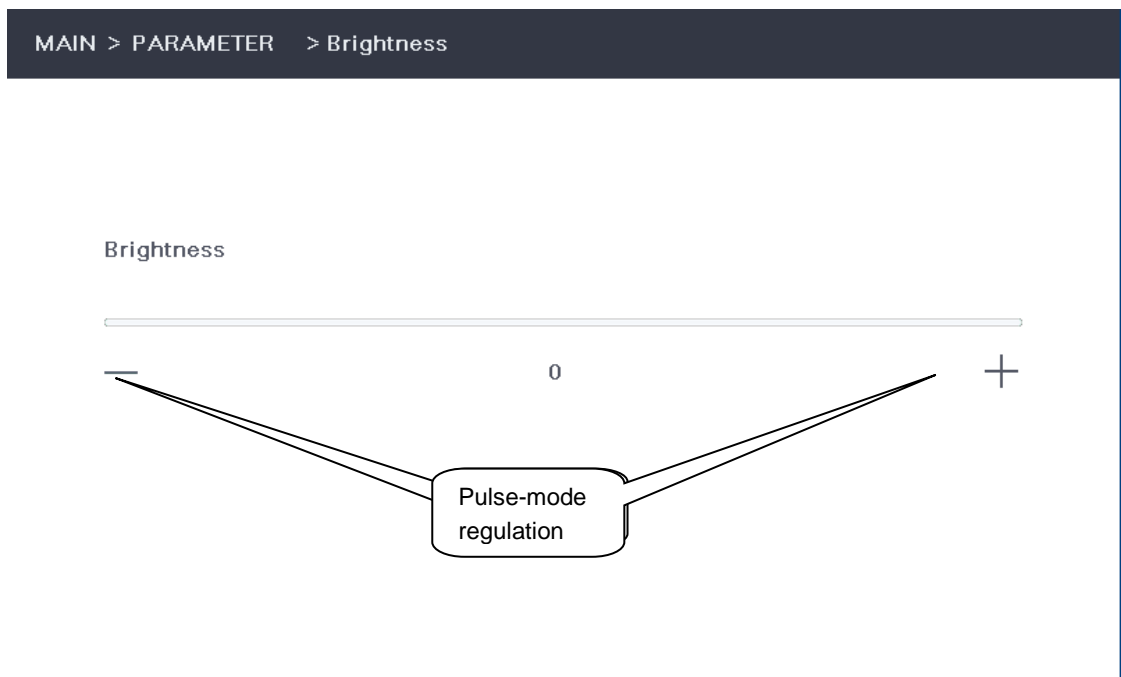 MAIN > PARAMETER > Brightness
Brightness
0
Pulse-mode
regulation